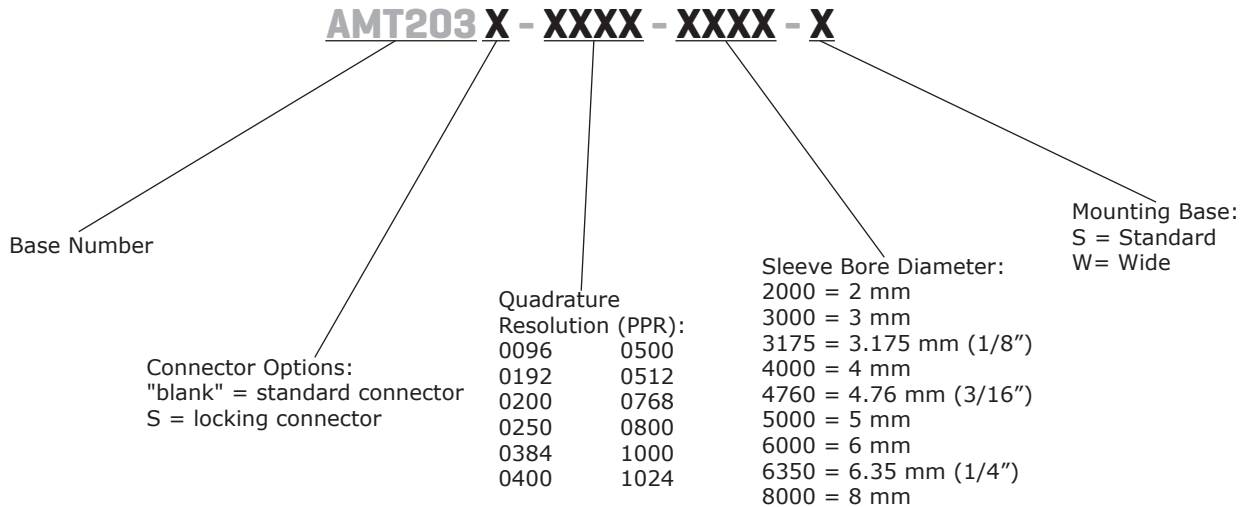 AMT203 X - XXXX - XXXX - X
Base Number
Connector Options:
"blank" = standard connector
S = locking connector
Quadrature
Resolution (PPR):
0096 0500
0192 0512
0200 0768
0250 0800
0384 1000
0400 1024
Sleeve Bore Diameter:
2000 = 2 mm
3000 = 3 mm
3175 = 3.175 mm (1/8”)
4000 = 4 mm
4760 = 4.76 mm (3/16”)
5000 = 5 mm
6000 = 6 mm
6350 = 6.35 mm (1/4”)
8000 = 8 mm
Mounting Base:
S = Standard
W= Wide